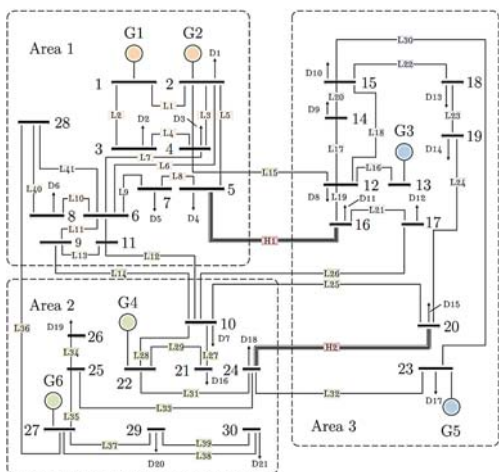 Area 1
G1
G2
D1
1
2
L1
L2
L3
L5
D2
D3
L4
3
4
L7
L6
28
L41
L40
D6
L10
8
6
L9
L8
7
5
D5
D4
L11
9
11
L13
L12
L14
L15
H1
L30
D10
15
L22
18
L20
D13
D9
14
L23
G3
19
L17
L18
D14
L16
L24
12
13
D8
L19
D11
D12
16
L21
17
L26
L25
Area 2
L36
D19
26
G4
10
D7
D18
D15
20
L34
L28
L29
L27
H2
25
22
21
24
D16
23
G6
L31
L32
L33
L35
D17
G5
Area 3
27
29
30
L37
L39
L38
D20
D21